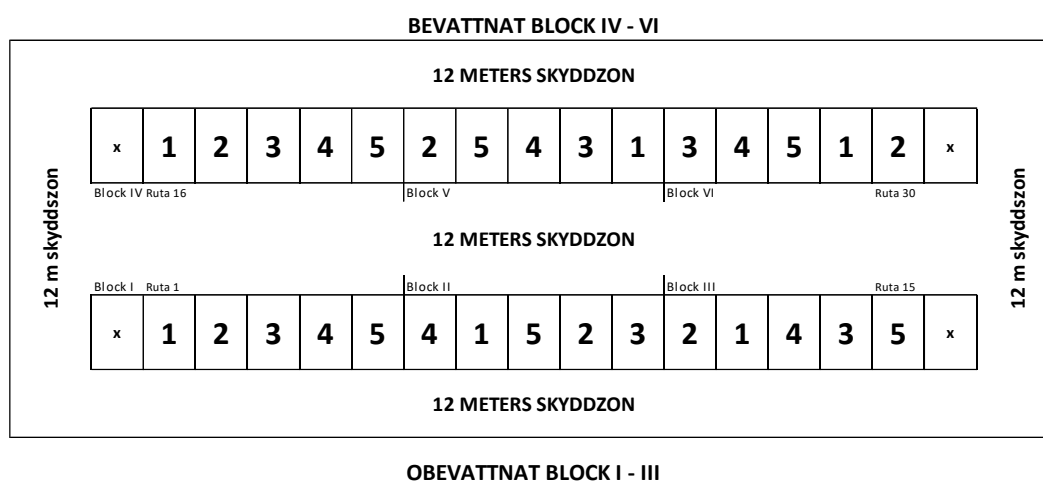 BEVATTNAT BLOCK IV - VI
12 METERS SKYDDZON
12 m skyddszon
x 1 2 3 4 5 2 5 4 3 1 3 4 5 1 2 x
Block IV Ruta 16 Block V Block VI Ruta 30
12 METERS SKYDDZON
12 m skyddszon
Block I Ruta 1 Block II Block III Ruta 15
x 1 2 3 4 5 4 1 5 2 3 2 1 4 3 5 x
12 METERS SKYDDZON
OBEVATTNAT BLOCK I - III